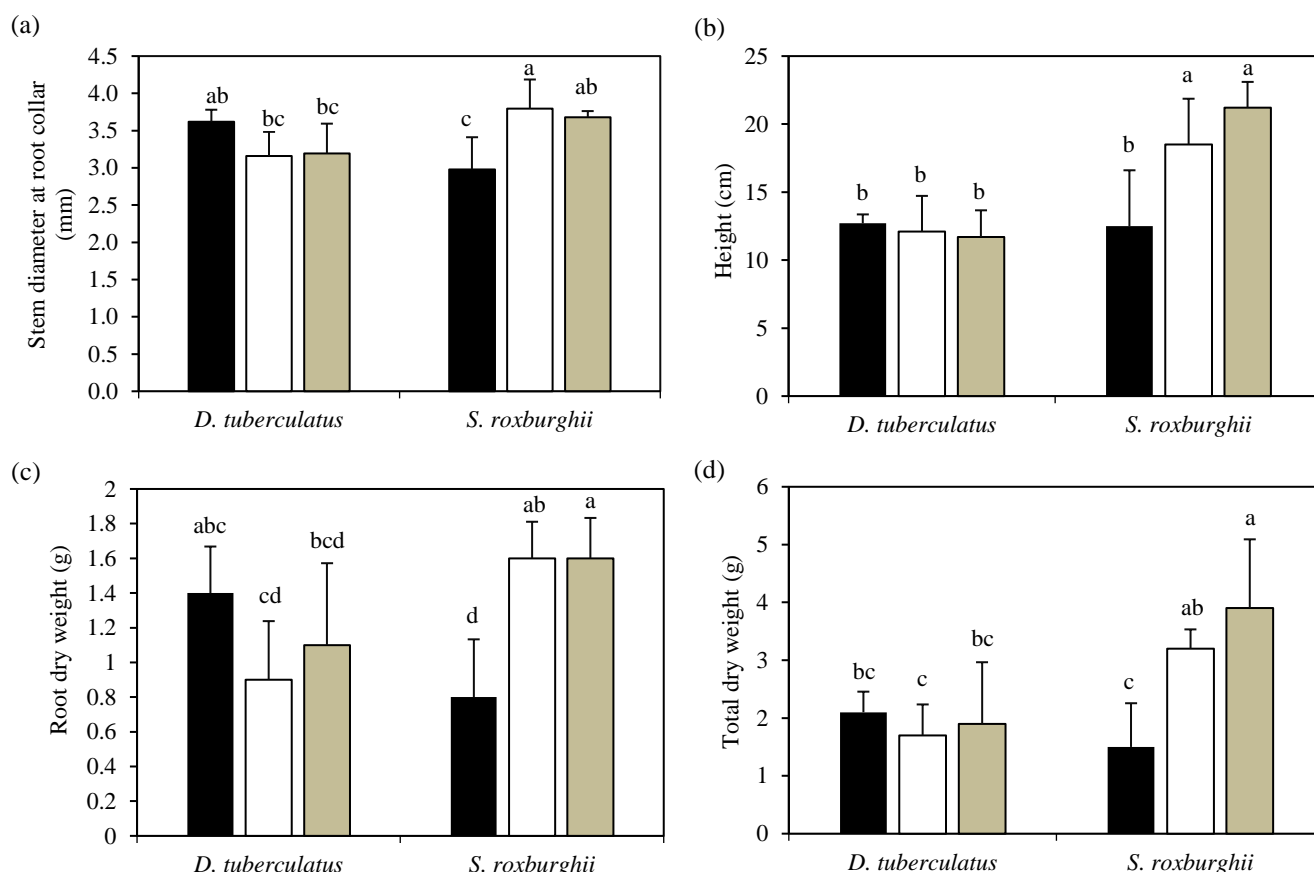 (a)
Stem diameter at root collar
(mm)
4.5
4.0
3.5
3.0
2.5
2.0
1.5
1.0
0.5
0.0
ab
bc
bc
c
a
ab
D. tuberculatus
S. roxburghii
(b)
Height (cm)
25
20
15
10
5
0
b
b
b
b
a
a
D. tuberculatus
S. roxburghii
(c)
Root dry weight (g)
2
1.8
1.6
1.4
1.2
1
0.8
0.6
0.4
0.2
0
abc
cd
bcd
d
ab
a
D. tuberculatus
S. roxburghii
(d)
Total dry weight (g)
6
5
4
3
2
1
0
bc
c
bc
c
ab
a
D. tuberculatus
S. roxburghii